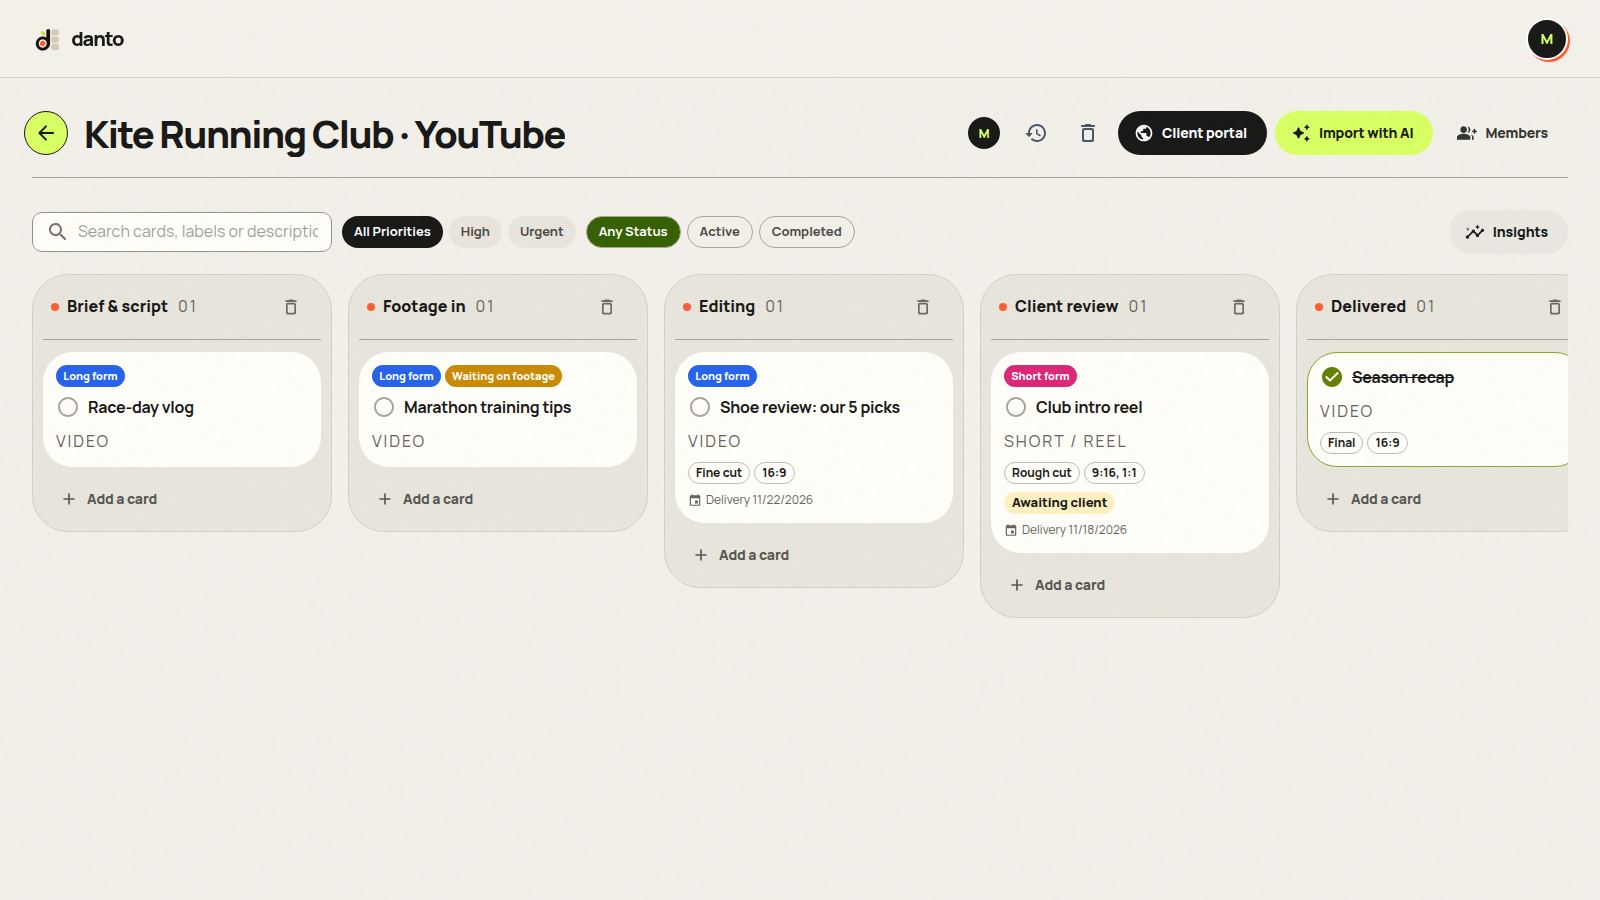 danto
M
Kite Running Club · YouTube
M
Client portal
Import with AI
Members
Search cards, labels or descriptic
All Priorities
High
Urgent
Any Status
Active
Completed
Insights
Brief & script 01
Long form
Race-day vlog
VIDEO
Add a card
Footage in 01
Long form Waiting on footage
Marathon training tips
VIDEO
Add a card
Editing 01
Long form
Shoe review: our 5 picks
VIDEO
Fine cut 16:9
Delivery 11/22/2026
Add a card
Client review 01
Short form
Club intro reel
SHORT / REEL
Rough cut 9:16, 1:1
Awaiting client
Delivery 11/18/2026
Add a card
Delivered 01
Season recap
VIDEO
Final 16:9
Add a card